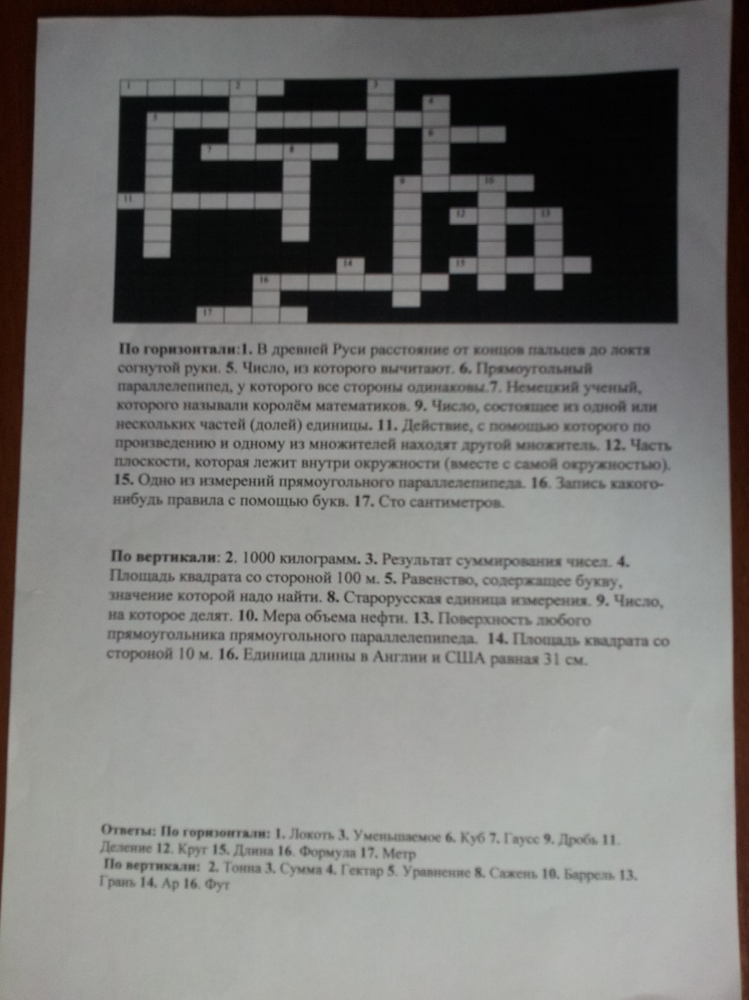 1 2 3
4
5
6
7 8
9 10
11
12 13
14 15
16
17
По горизонтали:1. В древней Руси расстояние от концов пальцев до локтя
согнутой руки. 5. Число, из которого вычитают. 6. Прямоугольный
параллелепипед, у которого все стороны одинаковы.7. Немецкий ученый,
которого называли королём математиков. 9. Число, состоящее из одной или
нескольких частей (долей) единицы. 11. Действие, с помощью которого по
произведению и одному из множителей находят другой множитель. 12. Часть
плоскости, которая лежит внутри окружности (вместе с самой окружностью).
15. Одно из измерений прямоугольного параллелепипеда. 16. Запись какого-
нибудь правила с помощью букв. 17. Сто сантиметров.
По вертикали: 2. 1000 килограмм. 3. Результат суммирования чисел. 4.
Площадь квадрата со стороной 100 м. 5. Равенство, содержащее букву,
значение которой надо найти. 8. Старорусская единица измерения. 9. Число,
на которое делят. 10. Мера объема нефти. 13. Поверхность любого
прямоугольника прямоугольного параллелепипеда. 14. Площадь квадрата со
стороной 10 м. 16. Единица длины в Англии и США равная 31 см.
Ответы: По горизонтали: 1. Локоть 3. Уменьшаемое 6. Куб 7. Гаусс 9. Дробь 11.
Деление 12. Круг 15. Длина 16. Формула 17. Метр
По вертикали: 2. Тонна 3. Сумма 4. Гектар 5. Уравнение 8. Сажень 10. Баррель 13.
Грань 14. Ар 16. Фут